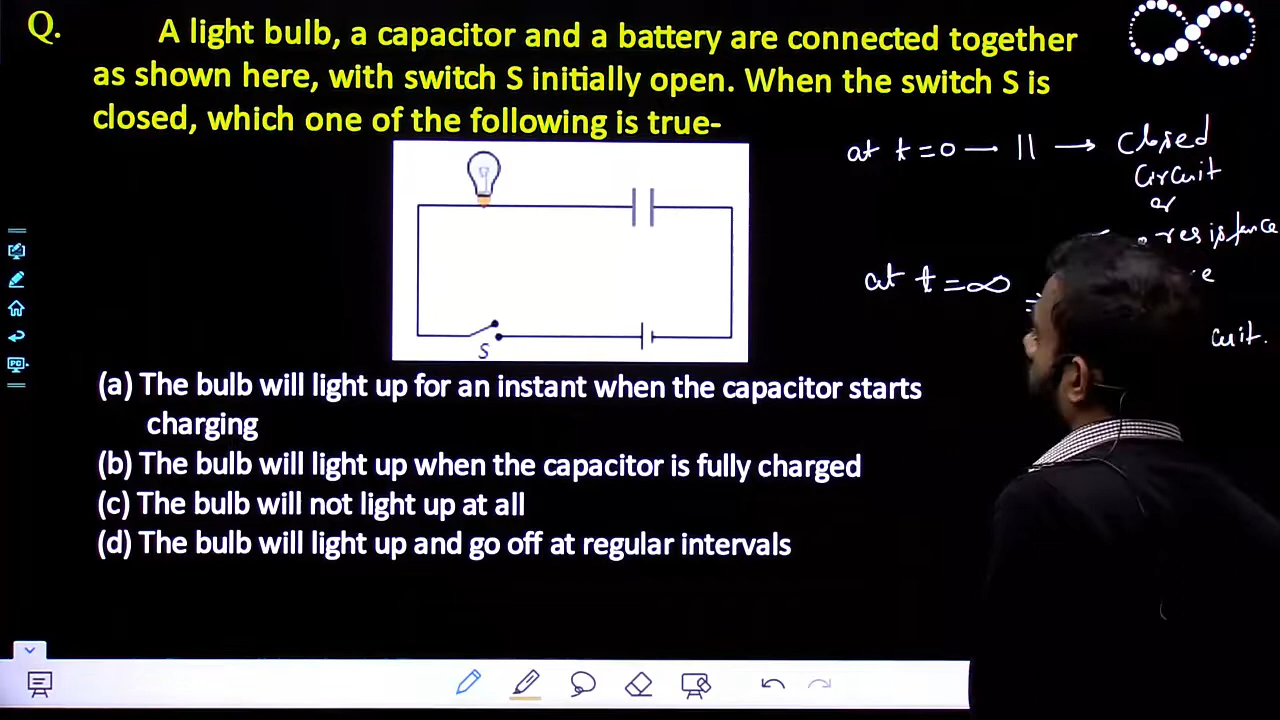 Q.
A light bulb, a capacitor and a battery are connected together
as shown here, with switch S initially open. When the switch S is
closed, which one of the following is true-
at t=0 — || → Closed
Circuit
or
resistance
at t=∞
cuit.
S
(a) The bulb will light up for an instant when the capacitor starts
charging
(b) The bulb will light up when the capacitor is fully charged
(c) The bulb will not light up at all
(d) The bulb will light up and go off at regular intervals
PC